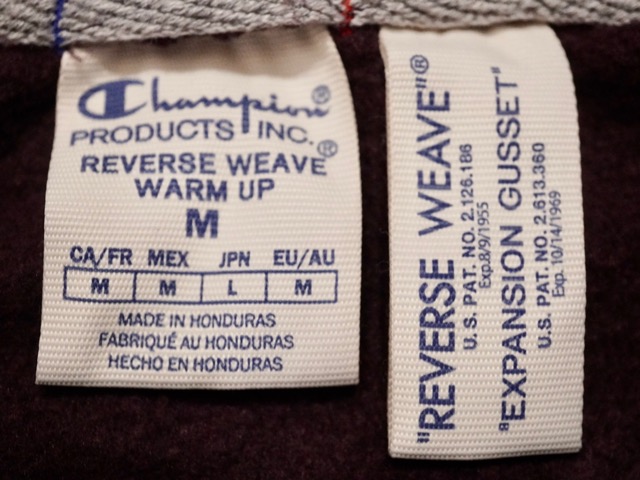 Champion®
PRODUCTS INC.
REVERSE WEAVE®
WARM UP
M
CA/FR MEX JPN EU/AU
M M L M
MADE IN HONDURAS
FABRIQUÉ AU HONDURAS
HECHO EN HONDURAS
"REVERSE WEAVE"®
U.S. PAT. NO. 2.126.186
Exp.8/9/1955
"EXPANSION GUSSET"
U.S. PAT. NO. 2.613.360
Exp. 10/14/1969